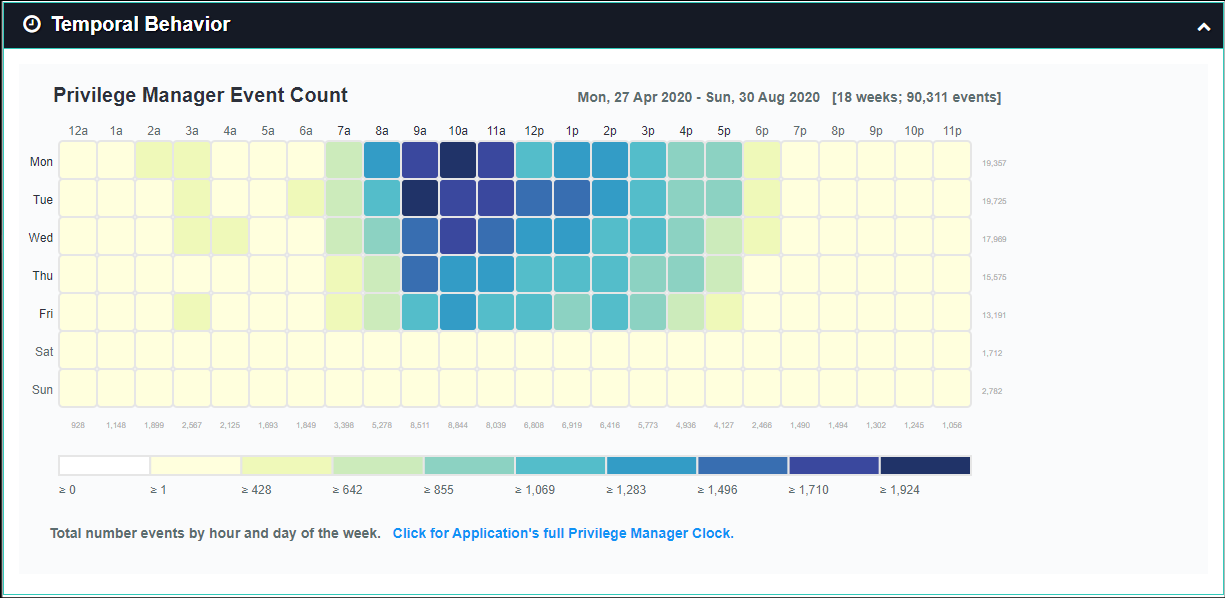 Temporal Behavior
Privilege Manager Event Count
Mon, 27 Apr 2020 - Sun, 30 Aug 2020 [18 weeks; 90,311 events]
12a 1a 2a 3a 4a 5a 6a 7a 8a 9a 10a 11a 12p 1p 2p 3p 4p 5p 6p 7p 8p 9p 10p 11p
Mon 19,357
Tue 19,725
Wed 17,969
Thu 15,575
Fri 13,191
Sat 1,712
Sun 2,782
928 1,148 1,899 2,567 2,125 1,693 1,849 3,398 5,278 8,511 8,844 8,039 6,808 6,919 6,416 5,773 4,936 4,127 2,466 1,490 1,494 1,302 1,245 1,056
≥ 0 ≥ 1 ≥ 428 ≥ 642 ≥ 855 ≥ 1,069 ≥ 1,283 ≥ 1,496 ≥ 1,710 ≥ 1,924
Total number events by hour and day of the week. Click for Application's full Privilege Manager Clock.